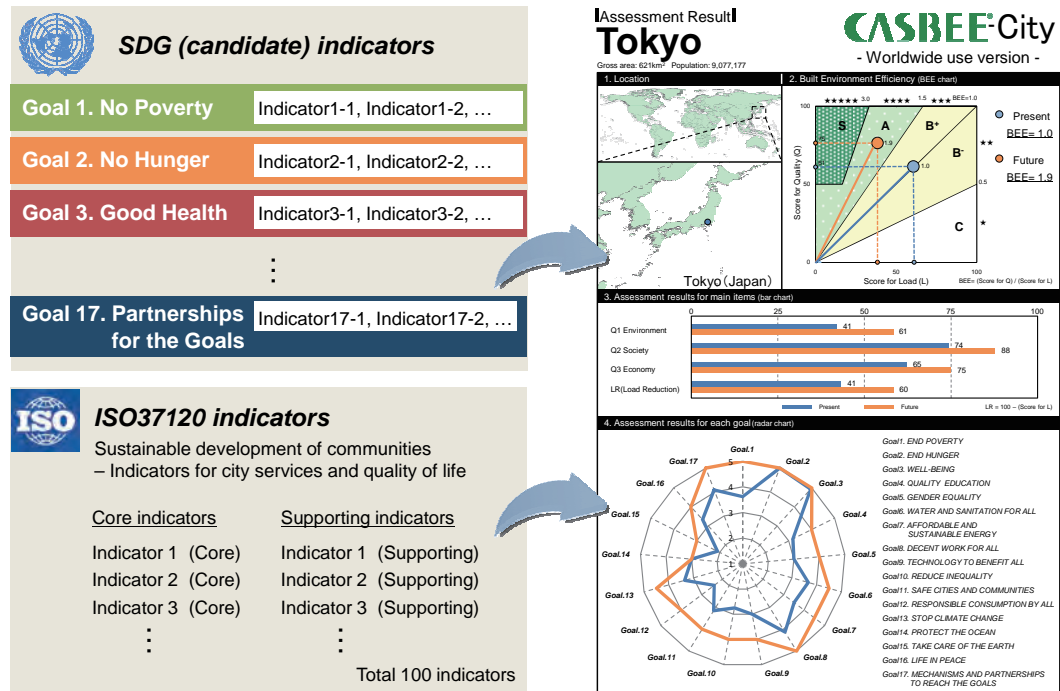 SDG (candidate) indicators
Goal 1. No Poverty
Indicator1-1, Indicator1-2, …
Goal 2. No Hunger
Indicator2-1, Indicator2-2, …
Goal 3. Good Health
Indicator3-1, Indicator3-2, …
⋮
Goal 17. Partnerships
for the Goals
Indicator17-1, Indicator17-2, …
ISO
ISO37120 indicators
Sustainable development of communities
– Indicators for city services and quality of life
Core indicators
Indicator 1 (Core)
Indicator 2 (Core)
Indicator 3 (Core)
⋮
Supporting indicators
Indicator 1 (Supporting)
Indicator 2 (Supporting)
Indicator 3 (Supporting)
⋮
Total 100 indicators
Assessment Result
Tokyo
Gross area: 621km² Population: 9,077,177
CASBEE®-City
- Worldwide use version -
1. Location
Tokyo(Japan)
2. Built Environment Efficiency (BEE chart)
★★★★★ 3.0 ★★★★ 1.5 ★★★ BEE=1.0
100
S
A
B+
B-
★★
1.9
1.0
0.5
50
C
★
0
0
50
100
Score for Quality (Q)
Score for Load (L)
BEE= (Score for Q) / (Score for L)
Present
BEE= 1.0
Future
BEE= 1.9
3. Assessment results for main items (bar chart)
0 25 50 75 100
Q1 Environment
41
61
Q2 Society
74
88
Q3 Economy
65
75
LR(Load Reduction)
41
60
Present
Future
LR = 100 – (Score for L)
4. Assessment results for each goal (radar chart)
Goal.1
Goal.2
Goal.3
Goal.4
Goal.5
Goal.6
Goal.7
Goal.8
Goal.9
Goal.10
Goal.11
Goal.12
Goal.13
Goal.14
Goal.15
Goal.16
Goal.17
5
4
3
2
1
Goal1. END POVERTY
Goal2. END HUNGER
Goal3. WELL-BEING
Goal4. QUALITY EDUCATION
Goal5. GENDER EQUALITY
Goal6. WATER AND SANITATION FOR ALL
Goal7. AFFORDABLE AND
SUSTAINABLE ENERGY
Goal8. DECENT WORK FOR ALL
Goal9. TECHNOLOGY TO BENEFIT ALL
Goal10. REDUCE INEQUALITY
Goal11. SAFE CITIES AND COMMUNITIES
Goal12. RESPONSIBLE CONSUMPTION BY ALL
Goal13. STOP CLIMATE CHANGE
Goal14. PROTECT THE OCEAN
Goal15. TAKE CARE OF THE EARTH
Goal16. LIFE IN PEACE
Goal17. MECHANISMS AND PARTNERSHIPS
TO REACH THE GOALS